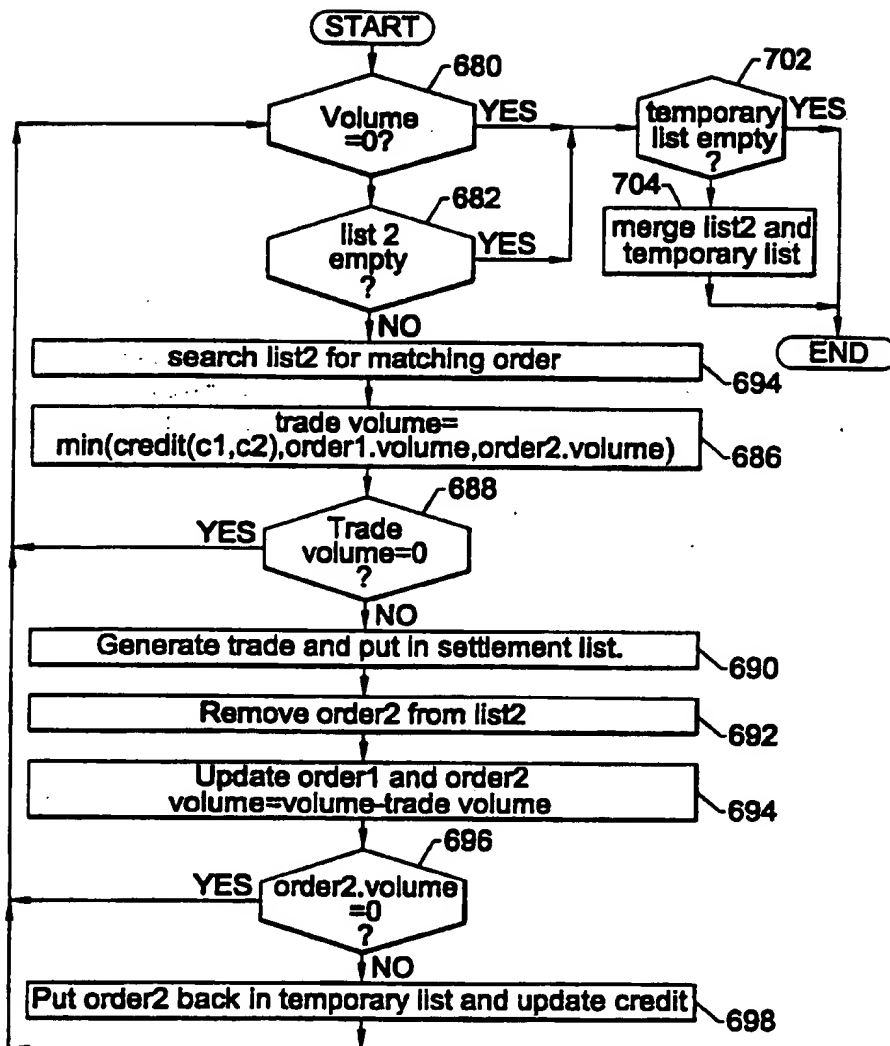 START
680
Volume
=0?
YES
702
temporary
list empty
?
YES
682
list 2
empty
?
YES
704
merge list2 and
temporary list
NO
END
search list2 for matching order
694
trade volume=
min(credit(c1,c2),order1.volume,order2.volume)
686
688
YES
Trade
volume=0
?
NO
Generate trade and put in settlement list.
690
Remove order2 from list2
692
Update order1 and order2
volume=volume-trade volume
694
696
YES
order2.volume
=0
?
NO
Put order2 back in temporary list and update credit
698